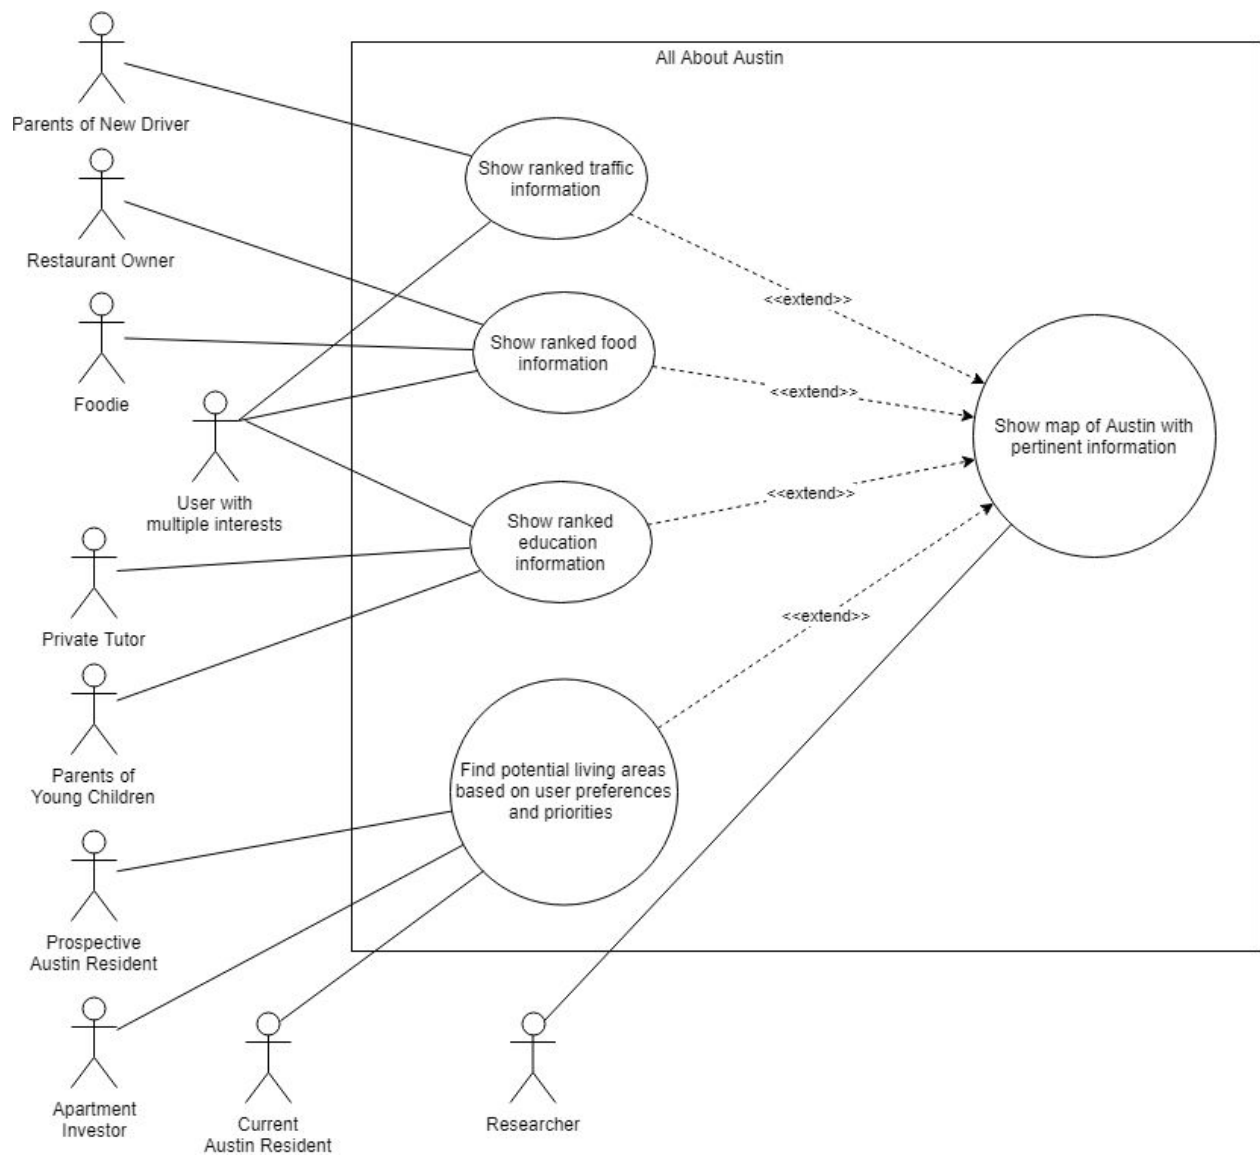 All About Austin
Parents of New Driver
Show ranked traffic
information
Restaurant Owner
<<extend>>
Show ranked food
information
Foodie
<<extend>>
Show map of Austin with
pertinent information
User with
multiple interests
<<extend>>
Show ranked
education
information
Private Tutor
<<extend>>
Parents of
Young Children
Find potential living areas
based on user preferences
and priorities
Prospective
Austin Resident
Apartment
Investor
Current
Austin Resident
Researcher